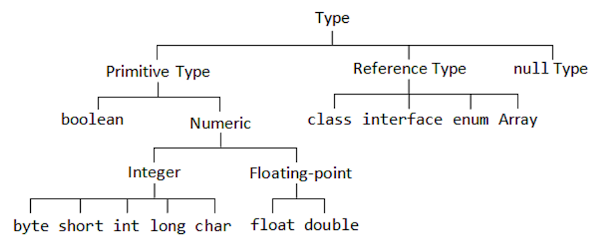 Type
Primitive Type Reference Type null Type
boolean Numeric class interface enum Array
Integer Floating-point
byte short int long char float double